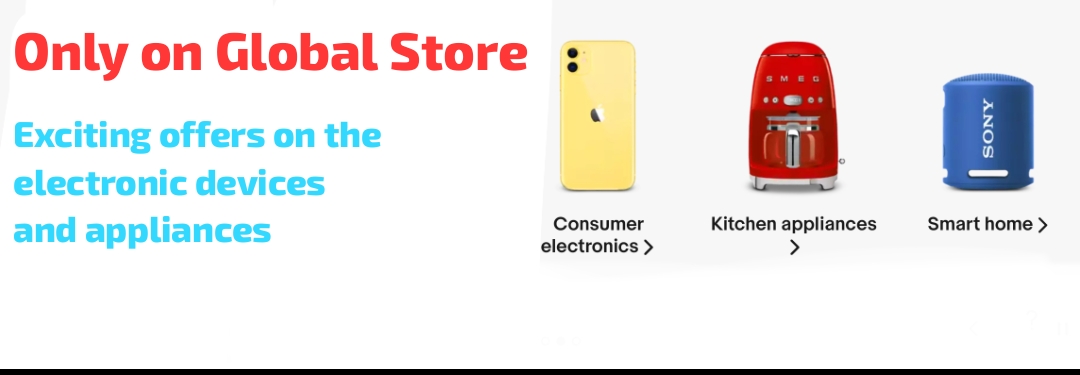 Only on Global Store
Exciting offers on the
electronic devices
and appliances
SMEG
SONY
Consumer
electronics >
Kitchen appliances
>
Smart home >